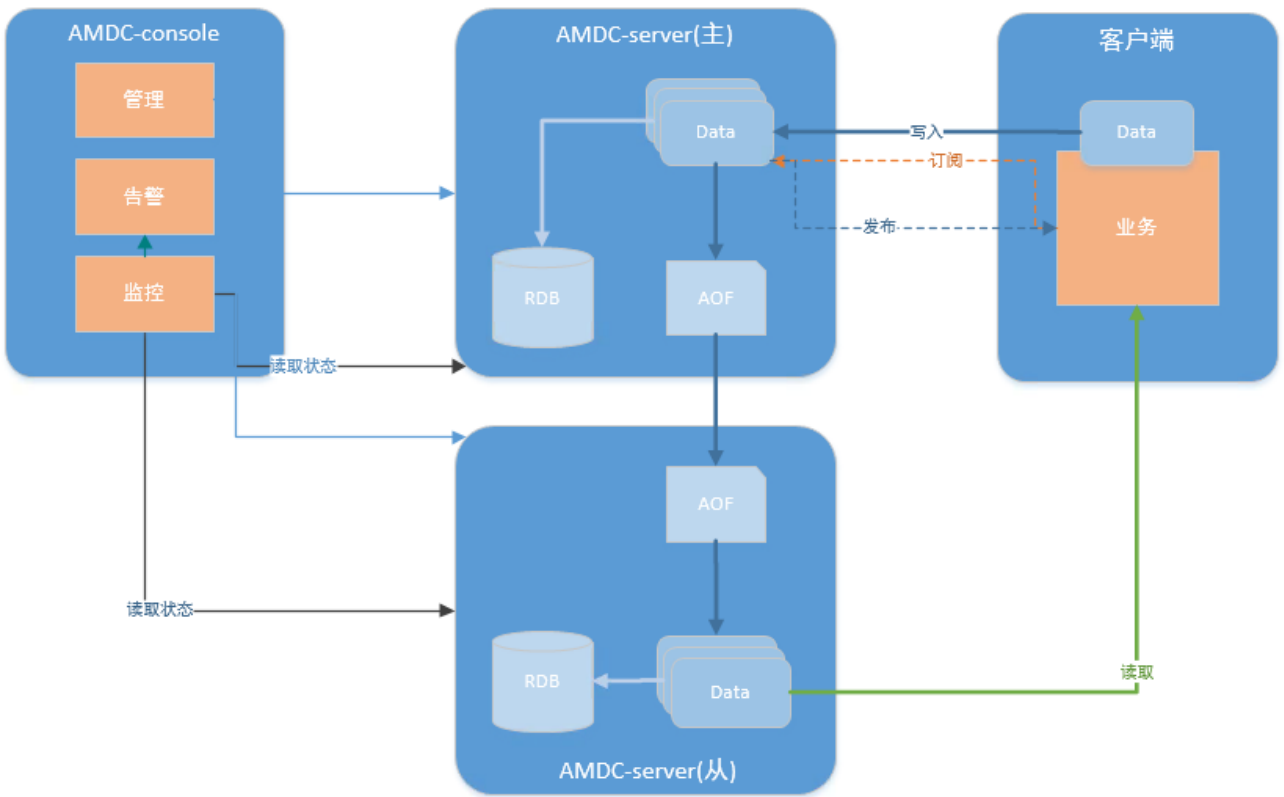 AMDC-console
管理
告警
监控
AMDC-server(主)
Data
RDB
AOF
客户端
Data
业务
写入
订阅
发布
读取状态
读取状态
AOF
RDB
Data
AMDC-server(从)
读取